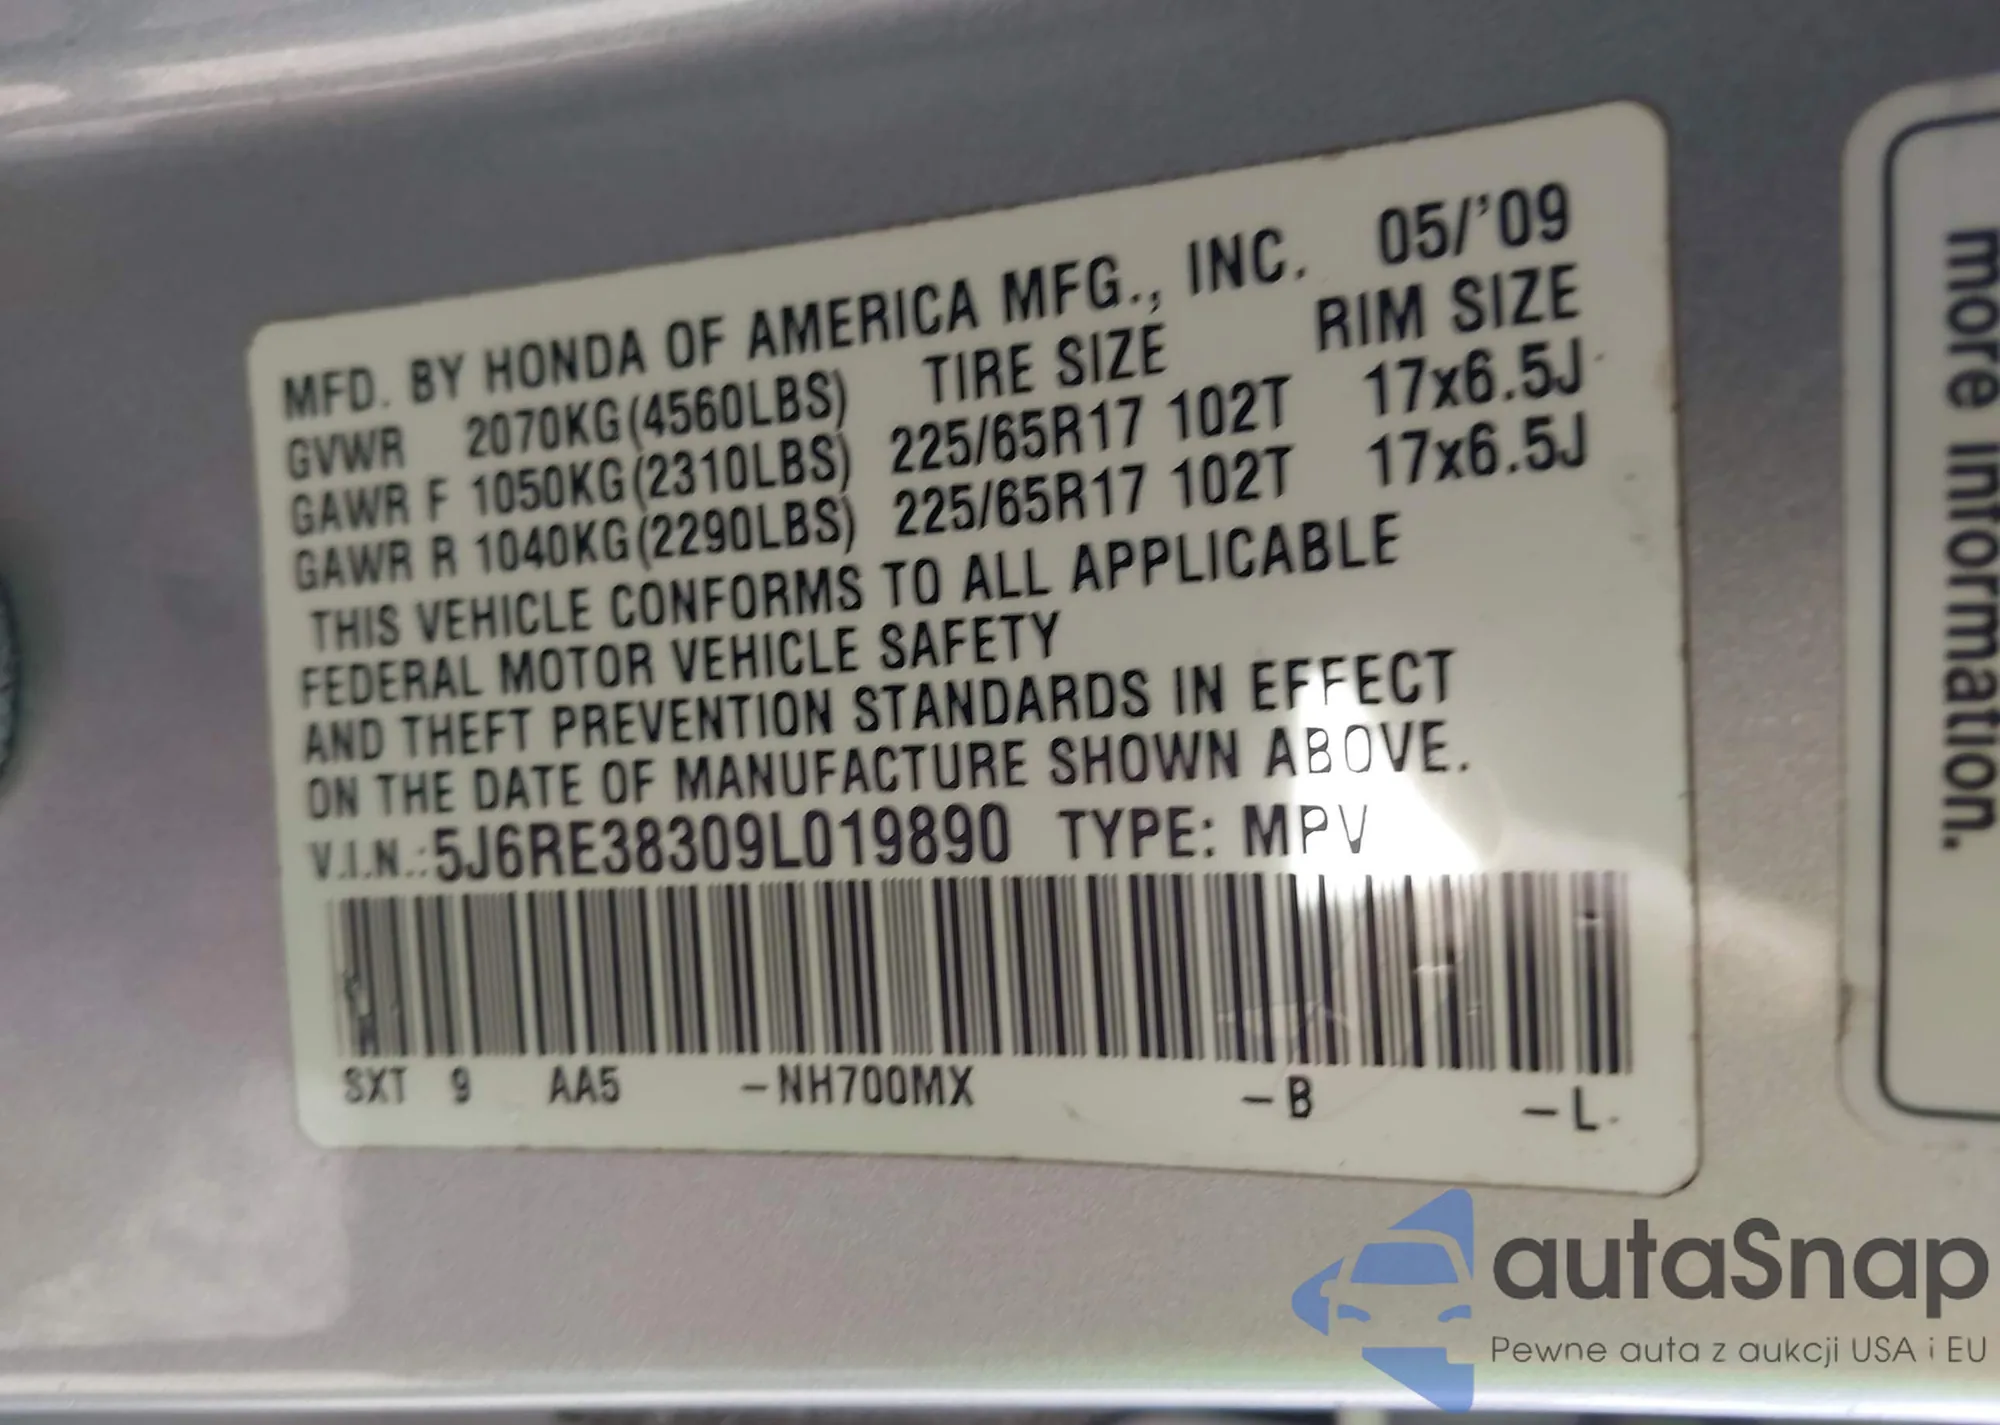 MFD. BY HONDA OF AMERICA MFG., INC. 05/'09
TIRE SIZE RIM SIZE
GVWR 2070KG(4560LBS)
GAWR F 1050KG(2310LBS) 225/65R17 102T 17x6.5J
GAWR R 1040KG(2290LBS) 225/65R17 102T 17x6.5J
THIS VEHICLE CONFORMS TO ALL APPLICABLE
FEDERAL MOTOR VEHICLE SAFETY
AND THEFT PREVENTION STANDARDS IN EFFECT
ON THE DATE OF MANUFACTURE SHOWN ABOVE.
V.I.N.:5J6RE38309L019890 TYPE: MPV
SXT 9 AA5 -NH700MX -B -L
more information.
autaSnap
Pewne auta z aukcji USA i EU